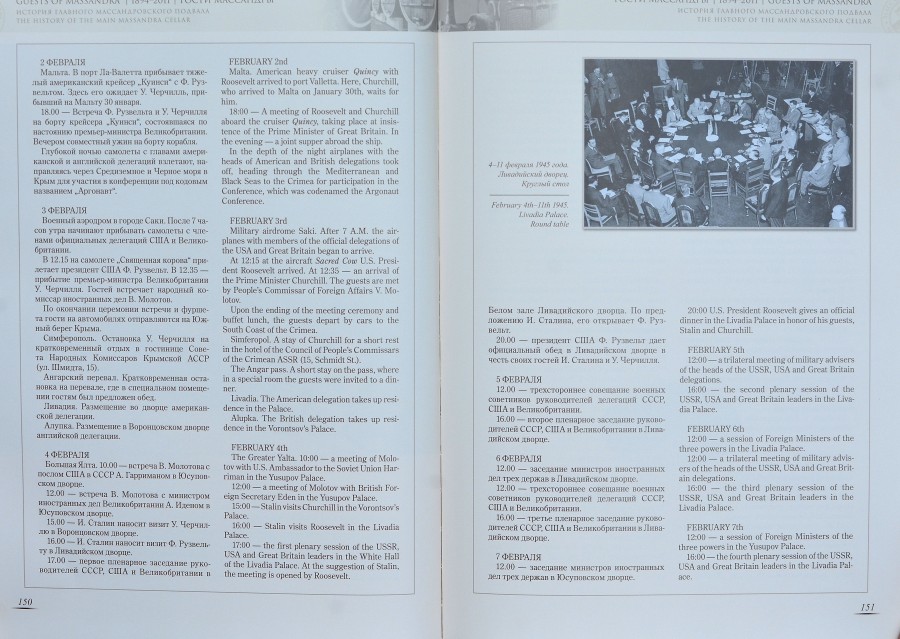 GUESTS OF MASSANDRA | 1894-2011 | ГОСТИ МАССАНДРЫ
ИСТОРИЯ ГЛАВНОГО МАССАНДРОВСКОГО ПОДВАЛА
THE HISTORY OF THE MAIN MASSANDRA CELLAR
2 ФЕВРАЛЯ
Мальта. В порт Ла-Валетта прибывает тяже-
лый американский крейсер „Куинси" с Ф. Руз-
вельтом. Здесь его ожидает У. Черчилль, при-
бывший на Мальту 30 января.
18.00 — Встреча Ф. Рузвельта и У. Черчилля
на борту крейсера „Куинси", состоявшаяся по
настоянию премьер-министра Великобритании.
Вечером совместный ужин на борту корабля.
Глубокой ночью самолеты с главами амери-
канской и английской делегаций взлетают, на-
правляясь через Средиземное и Черное моря в
Крым для участия в конференции под кодовым
названием „Аргонавт".
3 ФЕВРАЛЯ
Военный аэродром в городе Саки. После 7 ча-
сов утра начинают прибывать самолеты с чле-
нами официальных делегаций США и Велико-
британии.
В 12.15 на самолете „Священная корова" при-
летает президент США Ф. Рузвельт. В 12.35 —
прибытие премьер-министра Великобритании
У. Черчилля. Гостей встречает народный ко-
миссар иностранных дел В. Молотов.
По окончании церемонии встречи и фурше-
та гости на автомобилях отправляются на Юж-
ный берег Крыма.
Симферополь. Остановка У. Черчилля на
кратковременный отдых в гостинице Сове-
та Народных Комиссаров Крымской АССР
(ул. Шмидта, 15).
Ангарский перевал. Кратковременная оста-
новка на перевале, где в специальном помеще-
нии гостям был предложен обед.
Ливадия. Размещение во дворце американ-
ской делегации.
Алупка. Размещение в Воронцовском дворце
английской делегации.
4 ФЕВРАЛЯ
Большая Ялта. 10.00 — встреча В. Молотова с
послом США в СССР А. Гарриманом в Юсупов-
ском дворце.
12.00 — встреча В. Молотова с министром
иностранных дел Великобритании А. Иденом в
Юсуповском дворце.
15.00 — И. Сталин наносит визит У. Черчил-
лю в Воронцовском дворце.
16.00 — И. Сталин наносит визит Ф. Рузвель-
ту в Ливадийском дворце.
17.00 — первое пленарное заседание руко-
водителей СССР, США и Великобритании в
FEBRUARY 2nd
Malta. American heavy cruiser Quincy with
Roosevelt arrived to port Valletta. Here, Churchill,
who arrived to Malta on January 30th, waits for
him.
18:00 — A meeting of Roosevelt and Churchill
aboard the cruiser Quincy, taking place at insis-
tence of the Prime Minister of Great Britain. In
the evening — a joint supper abroad the ship.
In the depth of the night airplanes with the
heads of American and British delegations took
off, heading through the Mediterranean and
Black Seas to the Crimea for participation in the
Conference, which was codenamed the Argonaut
Conference.
FEBRUARY 3rd
Military airdrome Saki. After 7 A.M. the air-
planes with members of the official delegations of
the USA and Great Britain began to arrive.
At 12:15 at the aircraft Sacred Cow U.S. Presi-
dent Roosevelt arrived. At 12:35 — an arrival of
the Prime Minister Churchill. The guests are met
by People's Commissar of Foreign Affairs V. Mo-
lotov.
Upon the ending of the meeting ceremony and
buffet lunch, the guests depart by cars to the
South Coast of the Crimea.
Simferopol. A stay of Churchill for a short rest
in the hotel of the Council of People's Commissars
of the Crimean ASSR (15, Schmidt St.).
The Angar pass. A short stay on the pass, where
in a special room the guests were invited to a din-
ner.
Livadia. The American delegation takes up resi-
dence in the Palace.
Alupka. The British delegation takes up resi-
dence in the Vorontsov's Palace.
FEBRUARY 4th
The Greater Yalta. 10:00 — a meeting of Molo-
tov with U.S. Ambassador to the Soviet Union Har-
riman in the Yusupov Palace.
12:00 — a meeting of Molotov with British For-
eign Secretary Eden in the Yusupov Palace.
15:00 — Stalin visits Churchill in the Vorontsov's
Palace.
16:00 — Stalin visits Roosevelt in the Livadia
Palace.
17:00 — the first plenary session of the USSR,
USA and Great Britain leaders in the White Hall
of the Livadia Palace. At the suggestion of Stalin,
the meeting is opened by Roosevelt.
150
ГОСТИ МАССАНДРЫ | 1894-2011 | GUESTS OF MASSANDRA
ИСТОРИЯ ГЛАВНОГО МАССАНДРОВСКОГО ПОДВАЛА
THE HISTORY OF THE MAIN MASSANDRA CELLAR
4–11 февраля 1945 года.
Ливадийский дворец.
Круглый стол
February 4th–11th 1945.
Livadia Palace.
Round table
Белом зале Ливадийского дворца. По пред-
ложению И. Сталина, его открывает Ф. Руз-
вельт.
20.00 — президент США Ф. Рузвельт дает
официальный обед в Ливадийском дворце в
честь своих гостей И. Сталина и У. Черчилля.
5 ФЕВРАЛЯ
12.00 — трехстороннее совещание военных
советников руководителей делегаций СССР,
США и Великобритании.
16.00 — второе пленарное заседание руково-
дителей СССР, США и Великобритании в Лива-
дийском дворце.
6 ФЕВРАЛЯ
12.00 — заседание министров иностранных
дел трех держав в Ливадийском дворце.
12.00 — трехстороннее совещание военных
советников руководителей делегаций СССР,
США и Великобритании.
16.00 — третье пленарное заседание руково-
дителей СССР, США и Великобритании в Лива-
дийском дворце.
7 ФЕВРАЛЯ
12.00 — заседание министров иностранных
дел трех держав в Юсуповском дворце.
20:00 U.S. President Roosevelt gives an official
dinner in the Livadia Palace in honor of his guests,
Stalin and Churchill.
FEBRUARY 5th
12:00 — a trilateral meeting of military advisers
of the heads of the USSR, USA and Great Britain
delegations.
16:00 — the second plenary session of the
USSR, USA and Great Britain leaders in the Liva-
dia Palace.
FEBRUARY 6th
12:00 — a session of Foreign Ministers of the
three powers in the Livadia Palace.
12:00 — a trilateral meeting of military advis-
ers of the heads of the USSR, USA and Great Brit-
ain delegations.
16:00 — the third plenary session of the
USSR, USA and Great Britain leaders in the
Livadia Palace.
FEBRUARY 7th
12:00 — a session of Foreign Ministers of the
three powers in the Yusupov Palace.
16:00 — the fourth plenary session of the USSR,
USA and Great Britain leaders in the Livadia Pal-
ace.
151